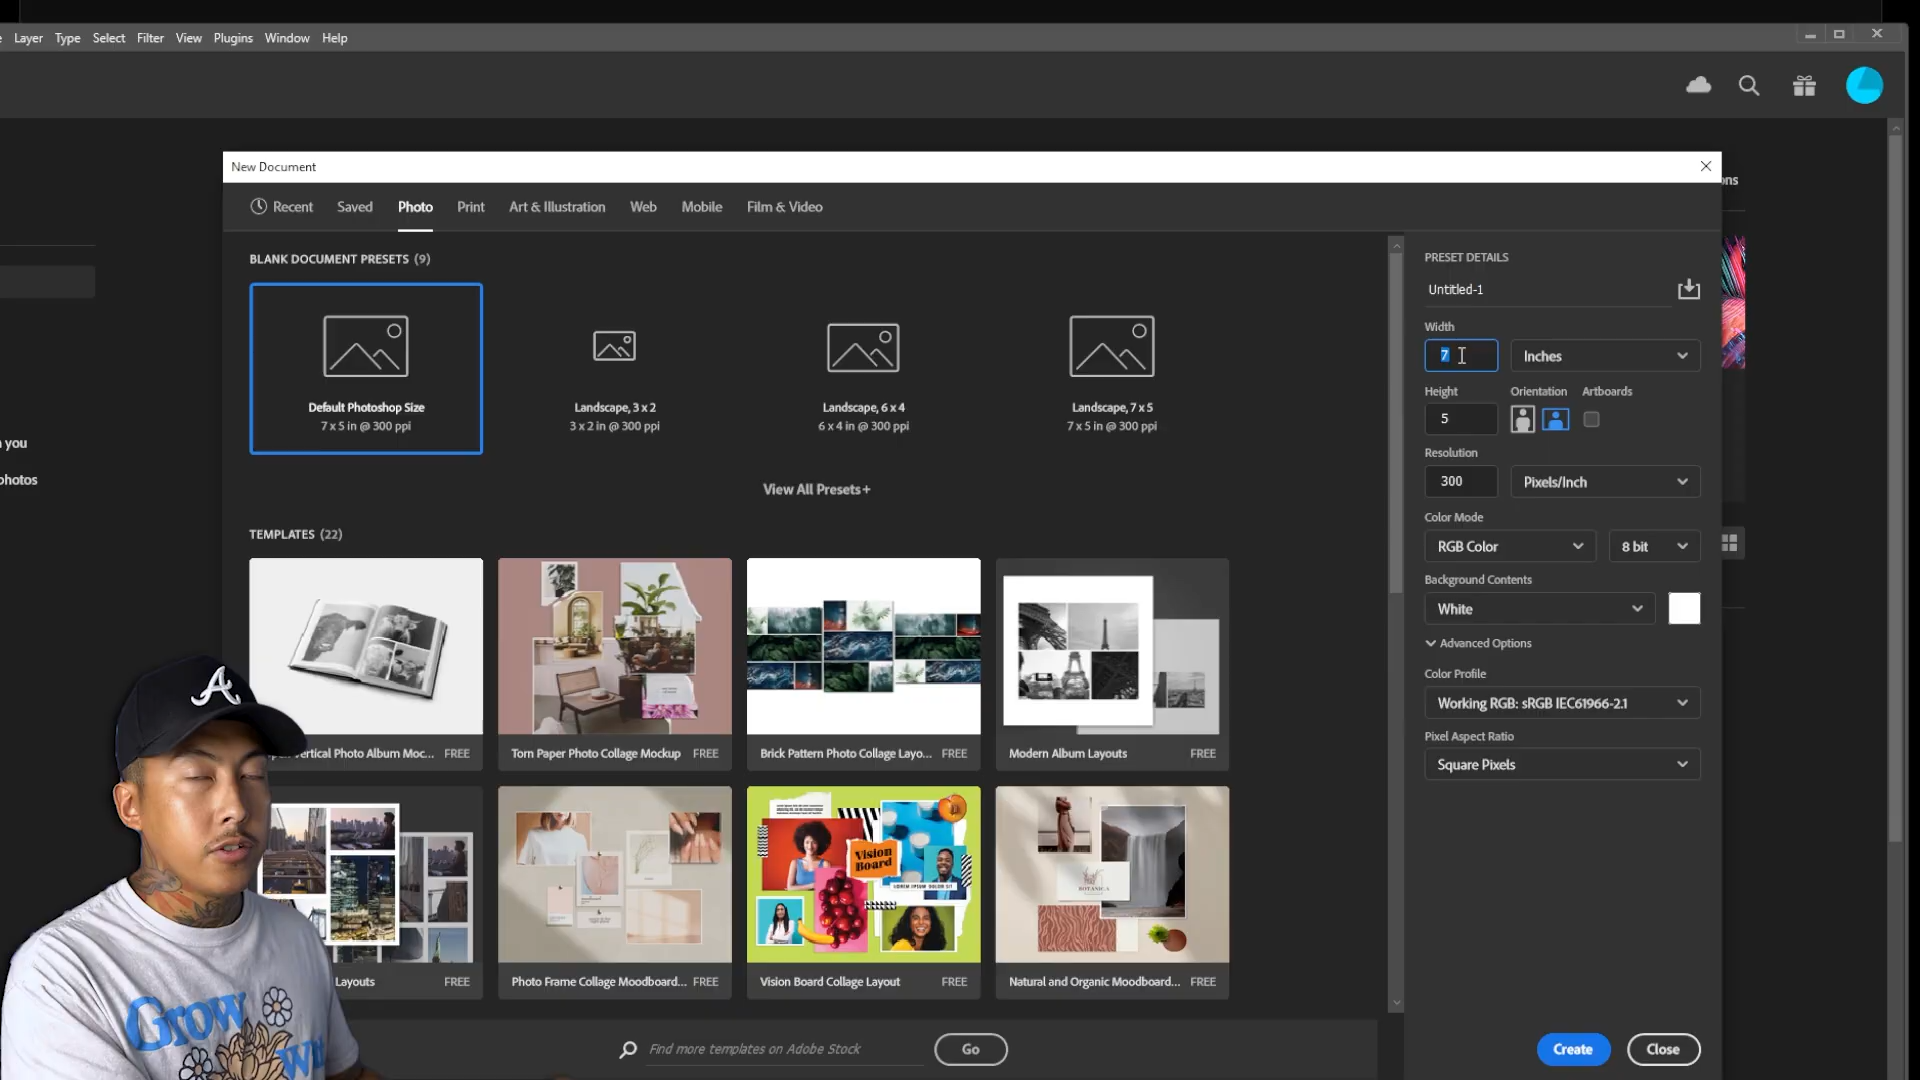 Layer Type Select Filter View Plugins Window Help
New Document
Recent Saved Photo Print Art & Illustration Web Mobile Film & Video
BLANK DOCUMENT PRESETS (9)
Default Photoshop Size
7 x 5 in @ 300 ppi
Landscape, 3 x 2
3 x 2 in @ 300 ppi
Landscape, 6 x 4
6 x 4 in @ 300 ppi
Landscape, 7 x 5
7 x 5 in @ 300 ppi
View All Presets+
TEMPLATES (22)
Vertical Photo Album Moc... FREE
Torn Paper Photo Collage Mockup FREE
Brick Pattern Photo Collage Layo... FREE
Modern Album Layouts FREE
Layouts FREE
Photo Frame Collage Moodboard... FREE
Vision Board
Vision Board Collage Layout FREE
BOTANICA
Natural and Organic Moodboard... FREE
Find more templates on Adobe Stock
Go
PRESET DETAILS
Untitled-1
Width
7 Inches
Height Orientation Artboards
5
Resolution
300 Pixels/Inch
Color Mode
RGB Color 8 bit
Background Contents
White
Advanced Options
Color Profile
Working RGB: sRGB IEC61966-2.1
Pixel Aspect Ratio
Square Pixels
Create Close
you
photos
A
Grow